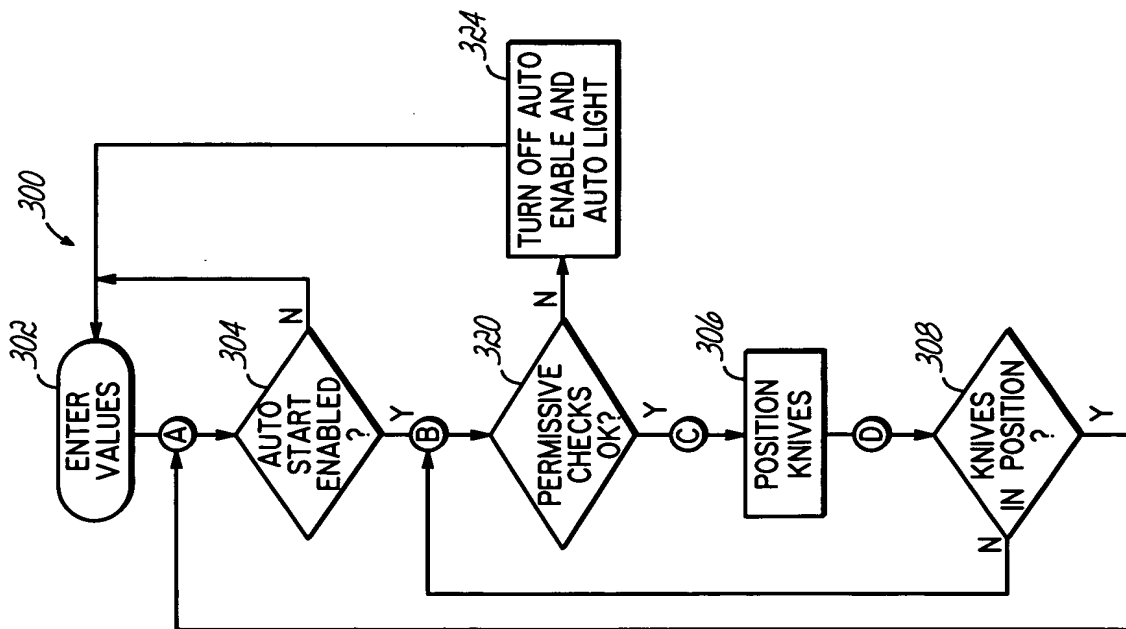 300
302
ENTER
VALUES
A
304
AUTO
START
ENABLED
?
N
Y
B
320
PERMISSIVE
CHECKS
OK?
N
324
TURN OFF AUTO
ENABLE AND
AUTO LIGHT
Y
C
306
POSITION
KNIVES
D
308
KNIVES
IN POSITION
?
N
Y